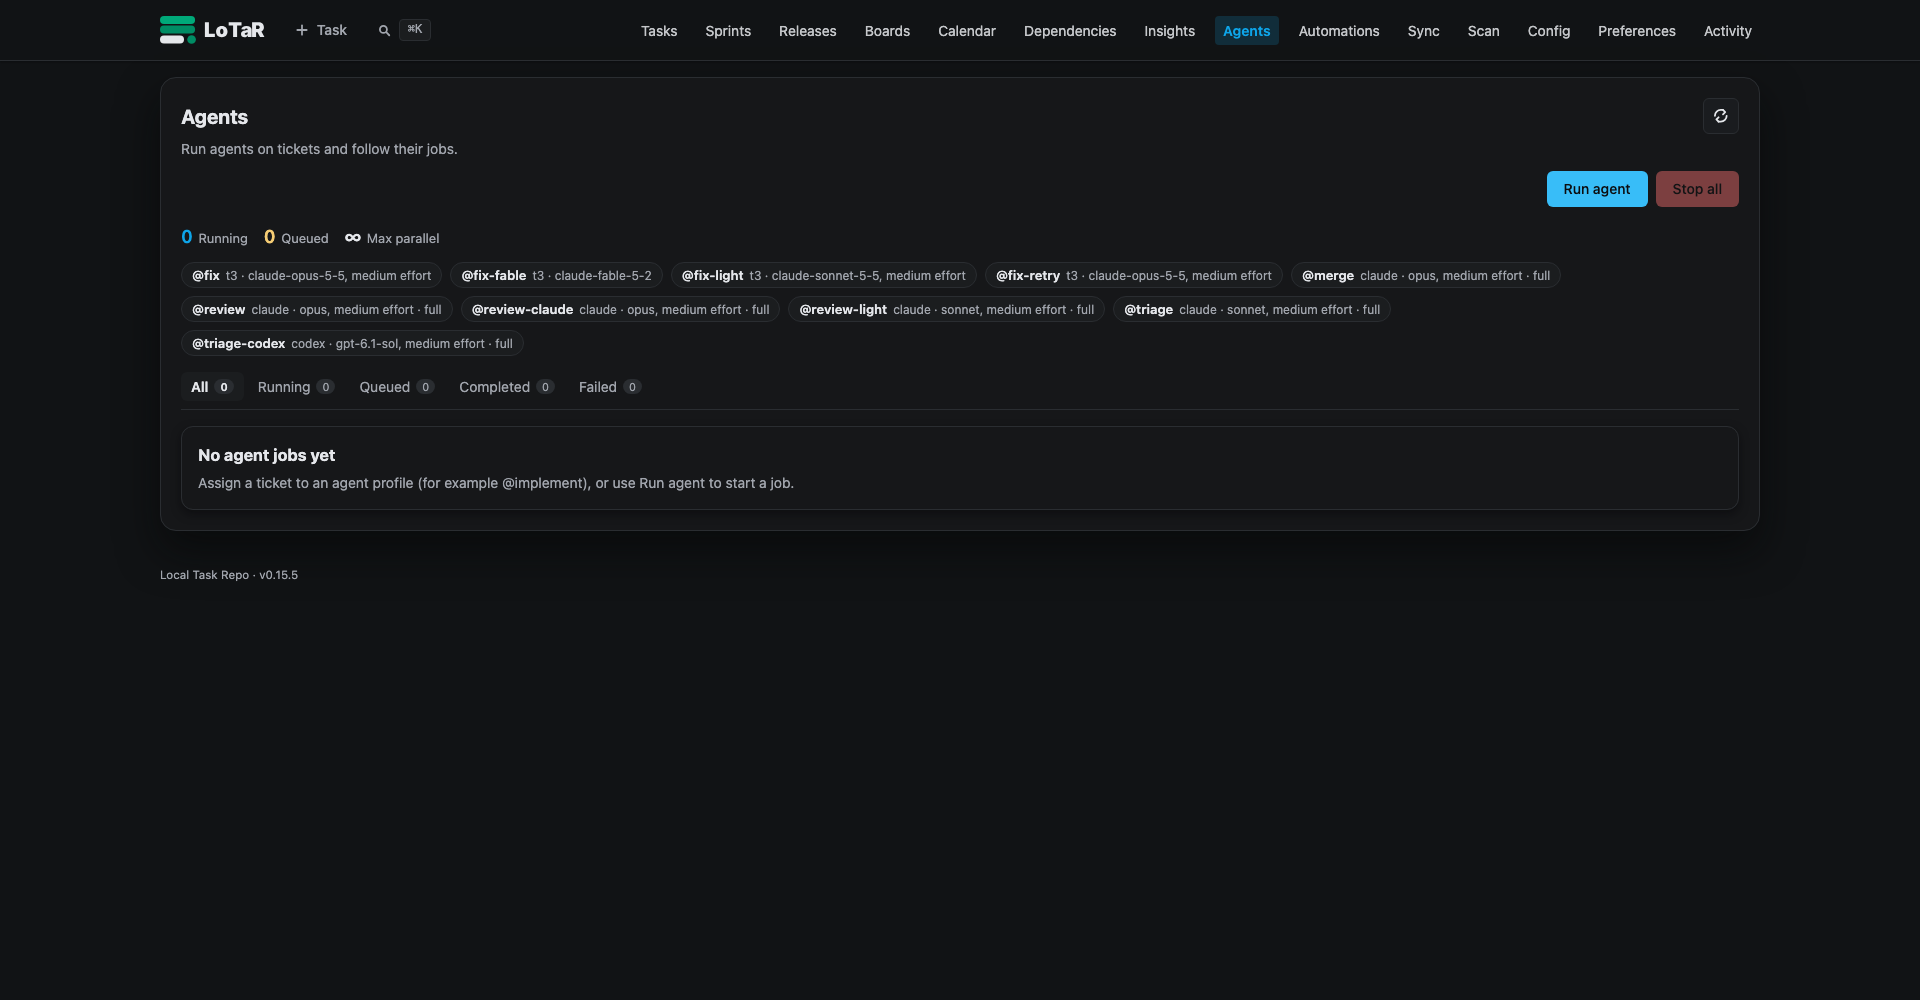 LoTaR + Task ⌘K Tasks Sprints Releases Boards Calendar Dependencies Insights Agents Automations Sync Scan Config Preferences Activity
Agents
Run agents on tickets and follow their jobs.
Run agent Stop all
0 Running 0 Queued ∞ Max parallel
@fix t3 · claude-opus-5-5, medium effort @fix-fable t3 · claude-fable-5-2 @fix-light t3 · claude-sonnet-5-5, medium effort @fix-retry t3 · claude-opus-5-5, medium effort @merge claude · opus, medium effort · full
@review claude · opus, medium effort · full @review-claude claude · opus, medium effort · full @review-light claude · sonnet, medium effort · full @triage claude · sonnet, medium effort · full
@triage-codex codex · gpt-6.1-sol, medium effort · full
All 0 Running 0 Queued 0 Completed 0 Failed 0
No agent jobs yet
Assign a ticket to an agent profile (for example @implement), or use Run agent to start a job.
Local Task Repo · v0.15.5